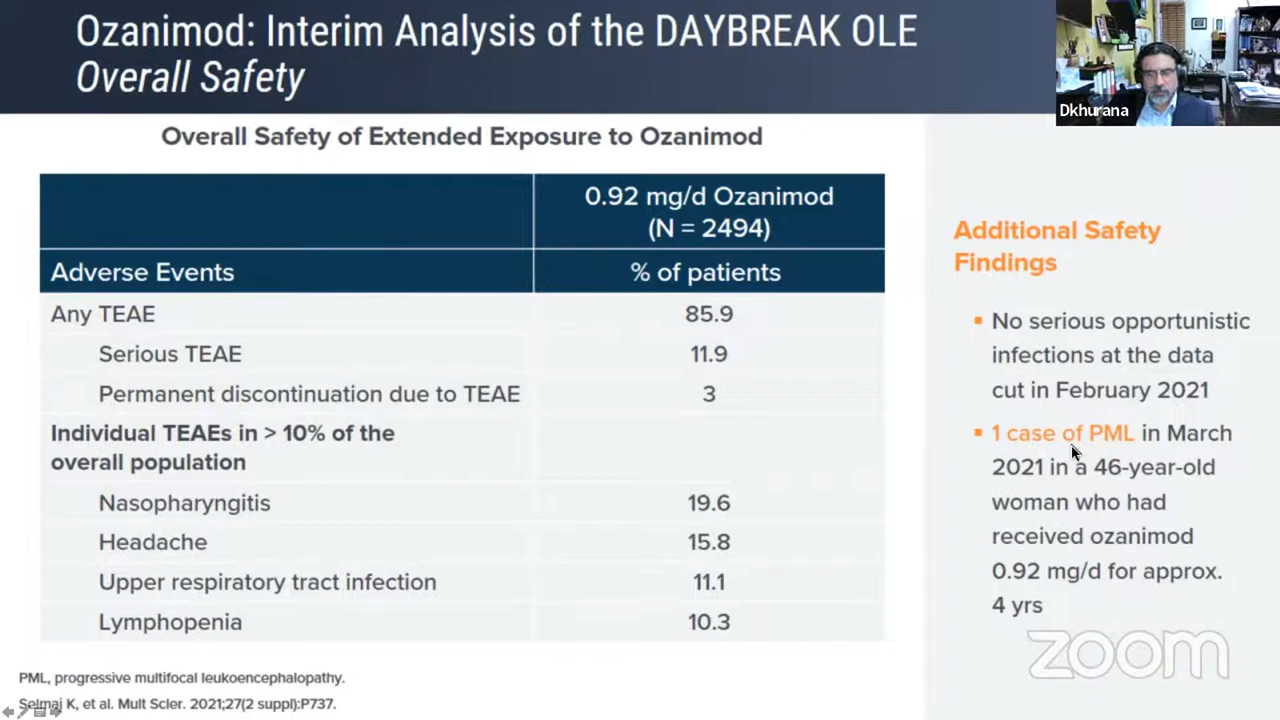 Ozanimod: Interim Analysis of the DAYBREAK OLE
Overall Safety
Dkhurana
Overall Safety of Extended Exposure to Ozanimod
0.92 mg/d Ozanimod
(N = 2494)
Adverse Events % of patients
Any TEAE 85.9
Serious TEAE 11.9
Permanent discontinuation due to TEAE 3
Individual TEAEs in > 10% of the
overall population
Nasopharyngitis 19.6
Headache 15.8
Upper respiratory tract infection 11.1
Lymphopenia 10.3
Additional Safety
Findings
▪ No serious opportunistic
infections at the data
cut in February 2021
▪ 1 case of PML in March
2021 in a 46-year-old
woman who had
received ozanimod
0.92 mg/d for approx.
4 yrs
zoom
PML, progressive multifocal leukoencephalopathy.
Selmaj K, et al. Mult Scler. 2021;27(2 suppl):P737.